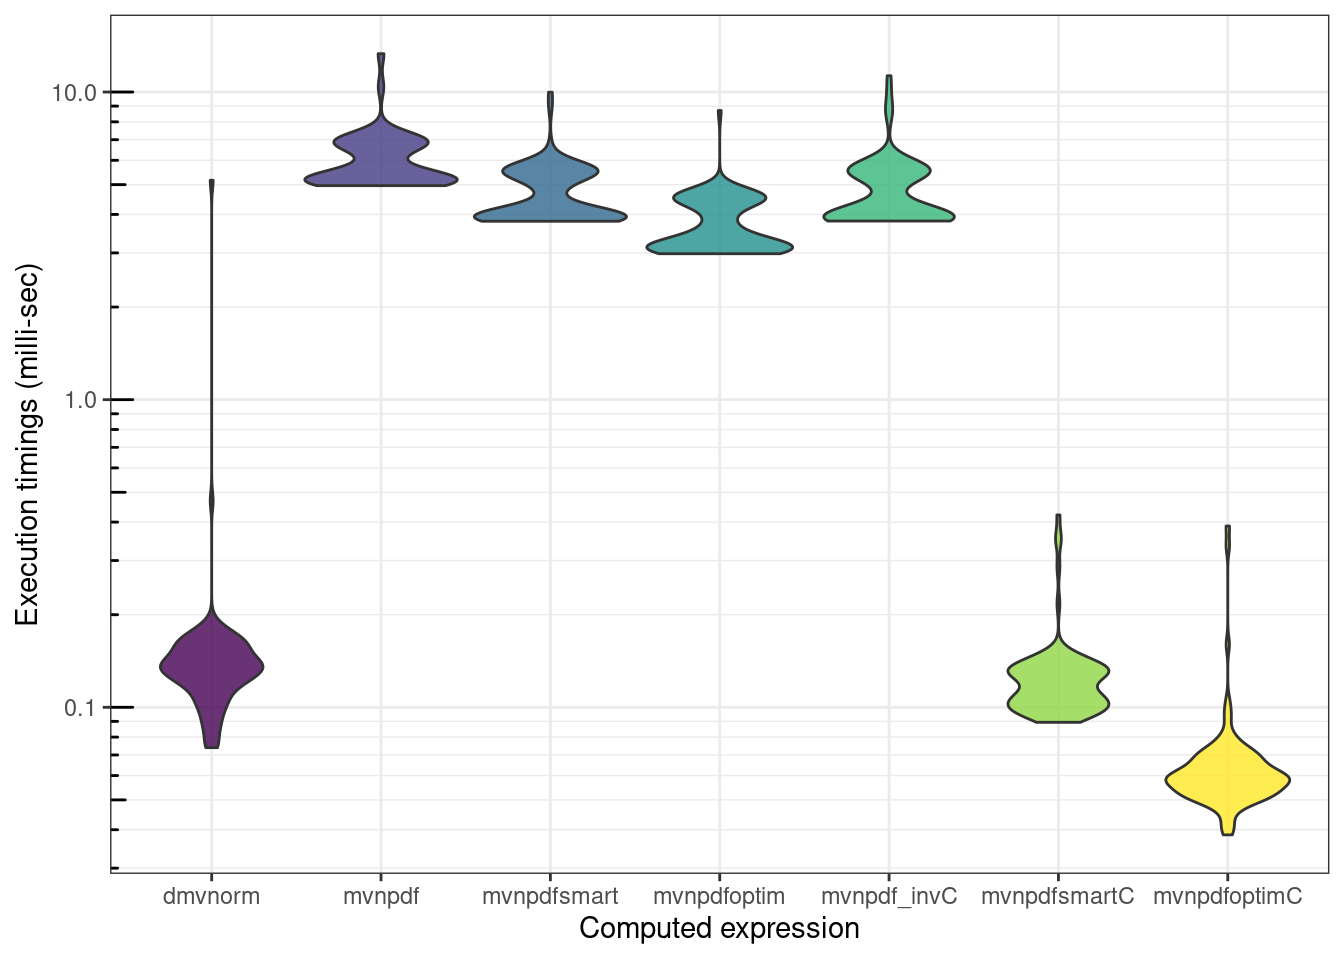 Execution timings (milli-sec)
10.0
1.0
0.1
dmvnorm
mvnpdf
mvnpdfsmart
mvnpdfoptim
mvnpdf_invC
mvnpdfsmartC
mvnpdfoptimC
Computed expression